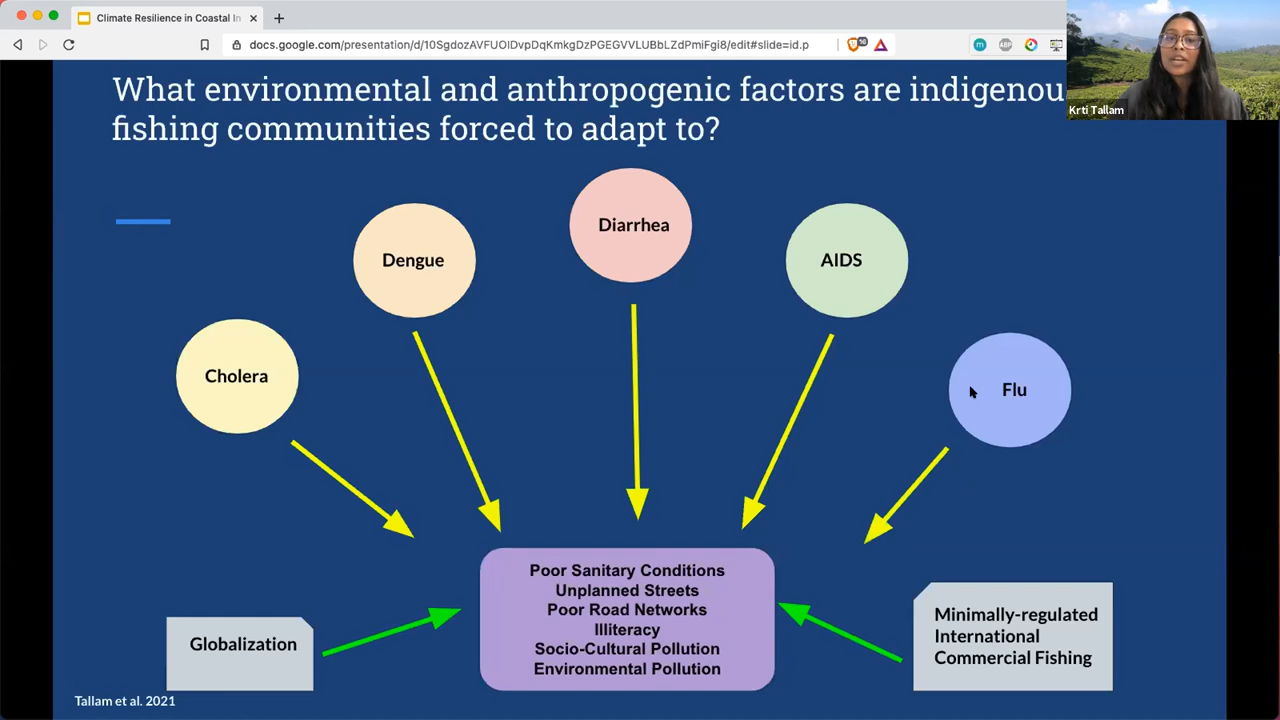 Climate Resilience in Coastal In
docs.google.com/presentation/d/10SgdozAVFUOIDvpDqKmkgDzPGEGVVLUBbLZdPmiFgi8/edit#slide=id.p
Krti Tallam
What environmental and anthropogenic factors are indigenou
fishing communities forced to adapt to?
Diarrhea
Dengue
AIDS
Cholera
Flu
Poor Sanitary Conditions
Unplanned Streets
Poor Road Networks
Illiteracy
Socio-Cultural Pollution
Environmental Pollution
Globalization
Minimally-regulated
International
Commercial Fishing
Tallam et al. 2021